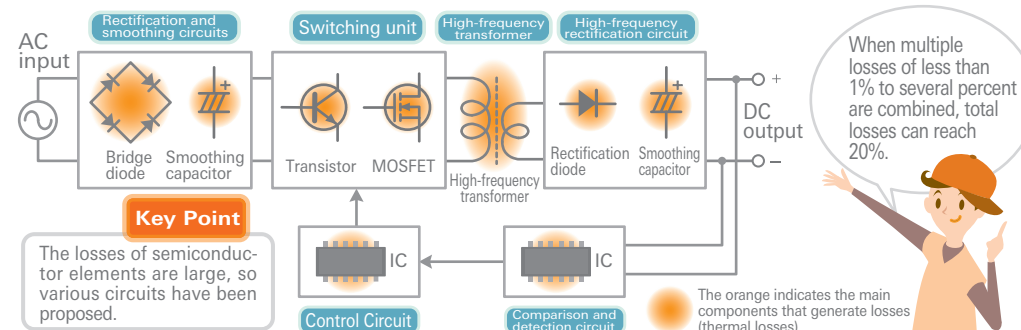 Rectification and
smoothing circuits
Switching unit
High-frequency
transformer
High-frequency
rectification circuit
AC
input
Bridge
diode
Smoothing
capacitor
Transistor
MOSFET
High-frequency
transformer
Rectification
diode
Smoothing
capacitor
+
DC
output
−
When multiple
losses of less than
1% to several percent
are combined, total
losses can reach
20%.
Key Point
The losses of semiconduc-
tor elements are large, so
various circuits have been
proposed.
IC
Control Circuit
IC
Comparison and
detection circuit
The orange indicates the main
components that generate losses
(thermal losses)